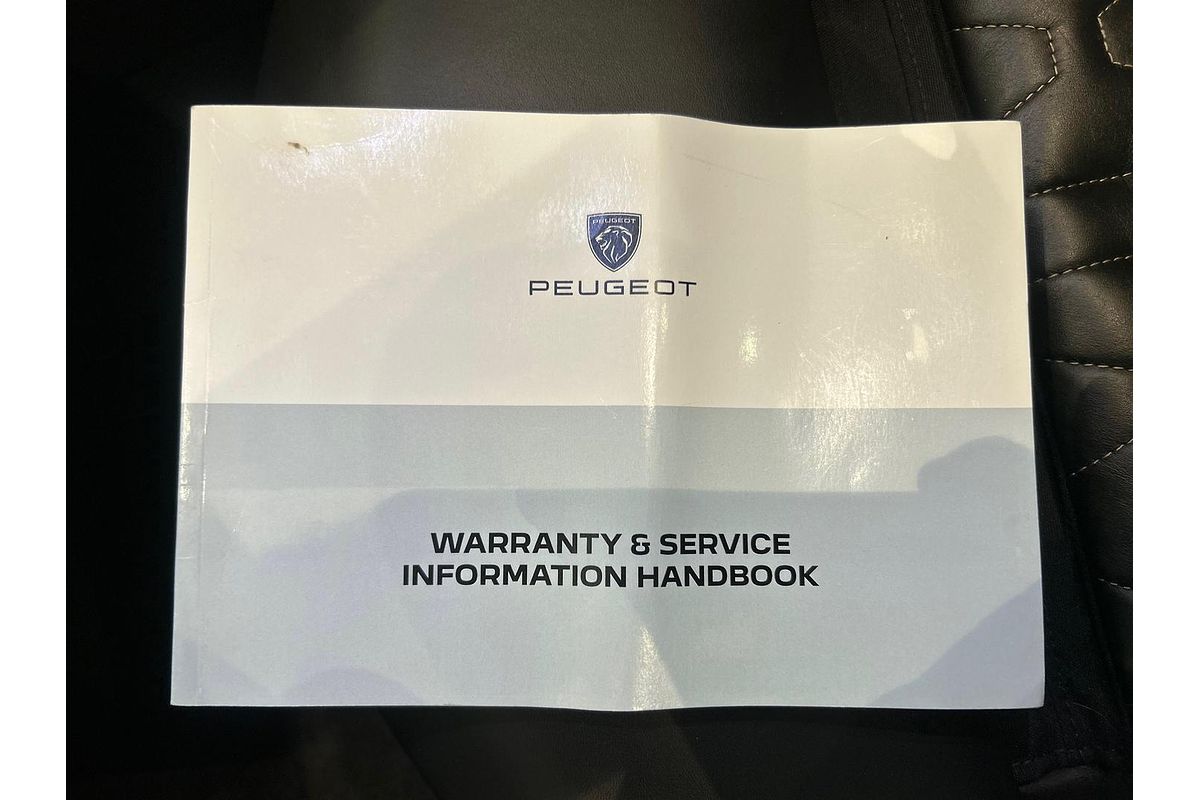 PEUGEOT
PEUGEOT
WARRANTY & SERVICE
INFORMATION HANDBOOK